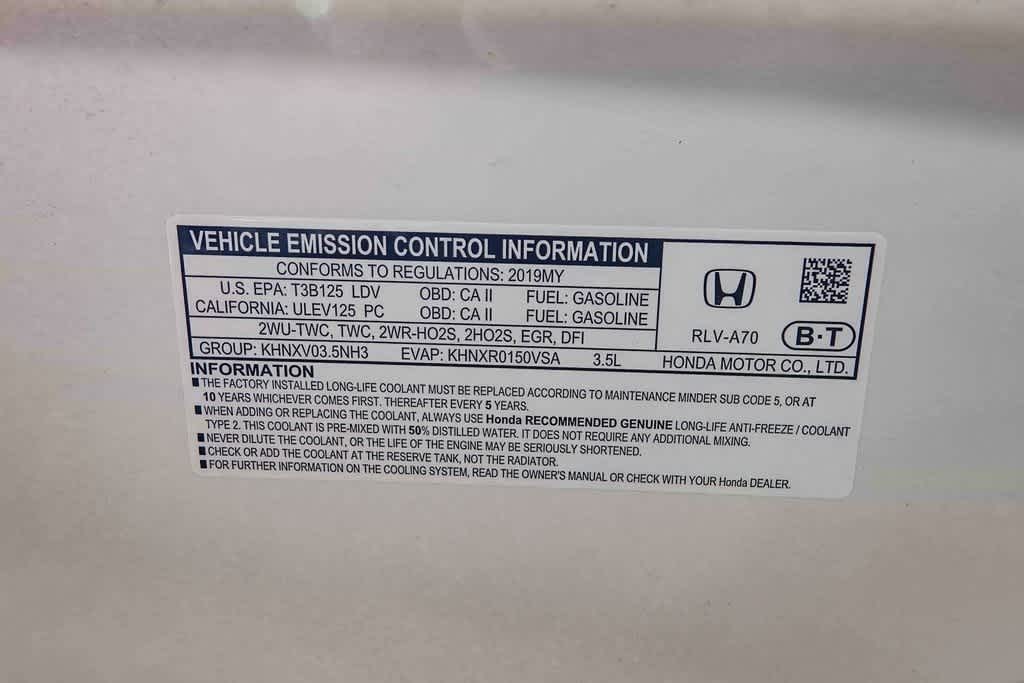 VEHICLE EMISSION CONTROL INFORMATION
CONFORMS TO REGULATIONS: 2019MY
U.S. EPA: T3B125 LDV OBD: CA II FUEL: GASOLINE
CALIFORNIA: ULEV125 PC OBD: CA II FUEL: GASOLINE
2WU-TWC, TWC, 2WR-HO2S, 2HO2S, EGR, DFI
GROUP: KHNXV03.5NH3 EVAP: KHNXR0150VSA 3.5L
RLV-A70 B·T
HONDA MOTOR CO., LTD.
INFORMATION
■ THE FACTORY INSTALLED LONG-LIFE COOLANT MUST BE REPLACED ACCORDING TO MAINTENANCE MINDER SUB CODE 5, OR AT
10 YEARS WHICHEVER COMES FIRST. THEREAFTER EVERY 5 YEARS.
■ WHEN ADDING OR REPLACING THE COOLANT, ALWAYS USE Honda RECOMMENDED GENUINE LONG-LIFE ANTI-FREEZE / COOLANT
TYPE 2. THIS COOLANT IS PRE-MIXED WITH 50% DISTILLED WATER. IT DOES NOT REQUIRE ANY ADDITIONAL MIXING.
■ NEVER DILUTE THE COOLANT, OR THE LIFE OF THE ENGINE MAY BE SERIOUSLY SHORTENED.
■ CHECK OR ADD THE COOLANT AT THE RESERVE TANK, NOT THE RADIATOR.
■ FOR FURTHER INFORMATION ON THE COOLING SYSTEM, READ THE OWNER'S MANUAL OR CHECK WITH YOUR Honda DEALER.